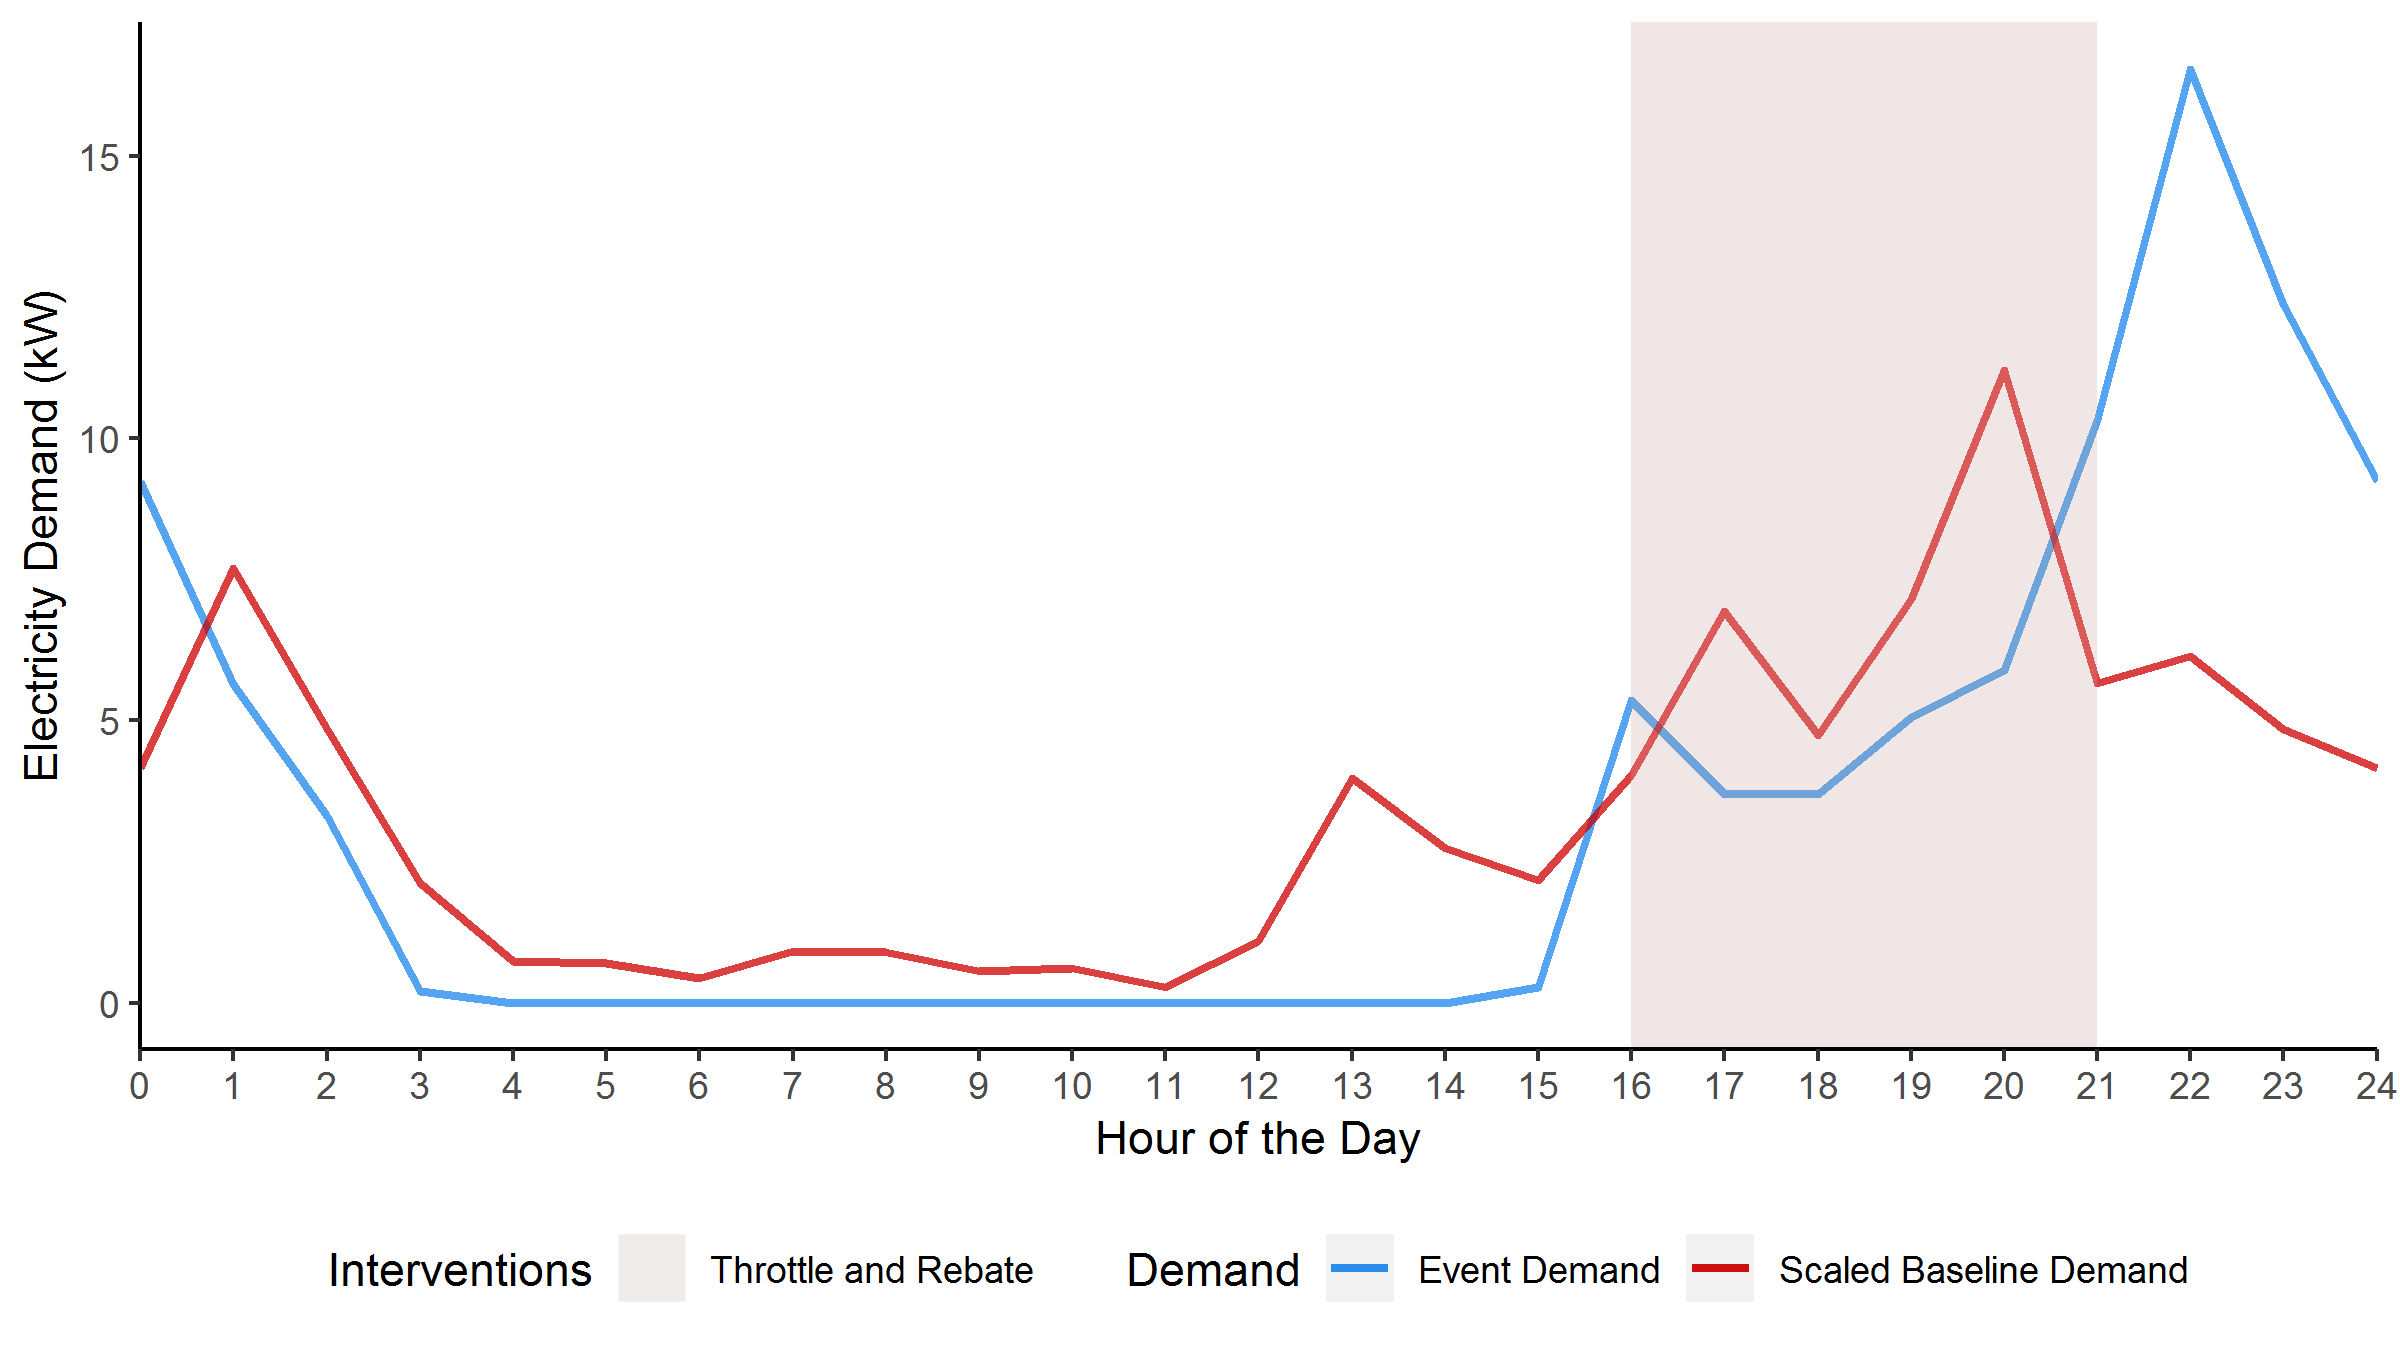 Electricity Demand (kW)
15
10
5
0
0 1 2 3 4 5 6 7 8 9 10 11 12 13 14 15 16 17 18 19 20 21 22 23 24
Hour of the Day
Interventions Throttle and Rebate Demand Event Demand Scaled Baseline Demand